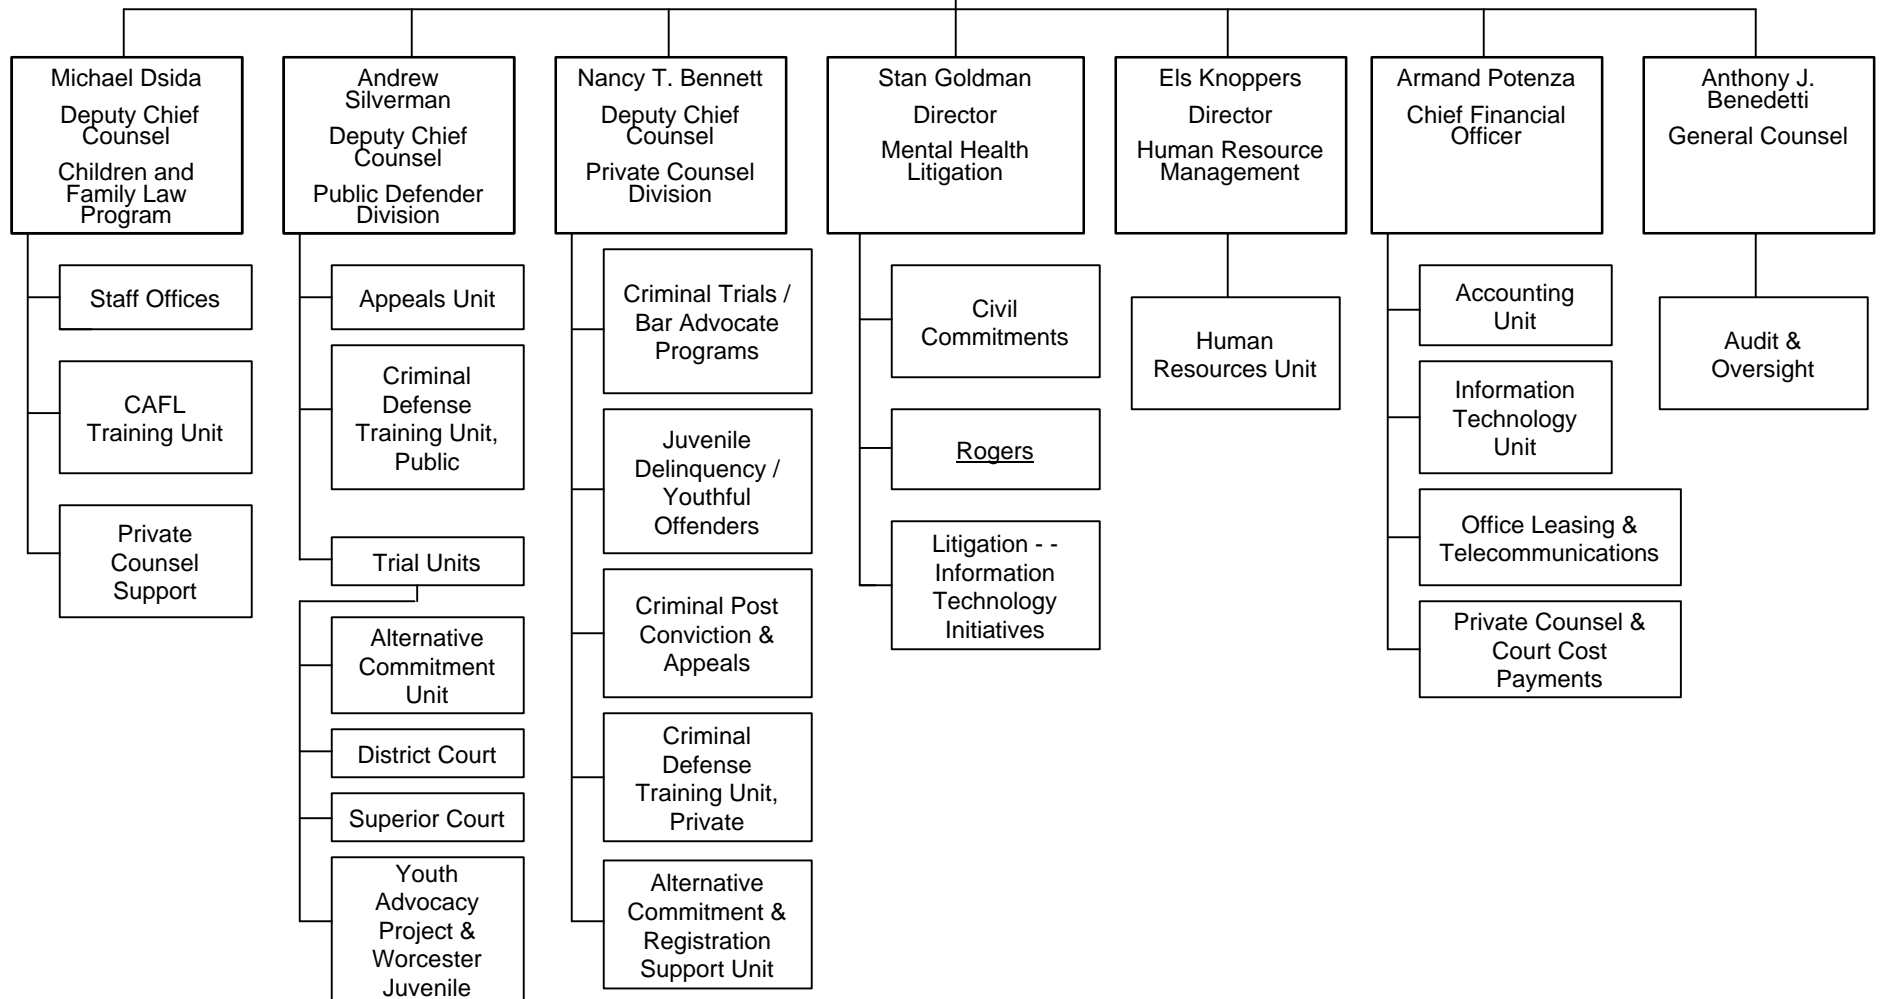 Michael Dsida
Deputy Chief
Counsel
Children and
Family Law
Program
Staff Offices
CAFL
Training Unit
Private
Counsel
Support
Andrew
Silverman
Deputy Chief
Counsel
Public Defender
Division
Appeals Unit
Criminal
Defense
Training Unit,
Public
Trial Units
Alternative
Commitment
Unit
District Court
Superior Court
Youth
Advocacy
Project &
Worcester
Juvenile
Nancy T. Bennett
Deputy Chief
Counsel
Private Counsel
Division
Criminal Trials /
Bar Advocate
Programs
Juvenile
Delinquency /
Youthful
Offenders
Criminal Post
Conviction &
Appeals
Criminal
Defense
Training Unit,
Private
Alternative
Commitment &
Registration
Support Unit
Stan Goldman
Director
Mental Health
Litigation
Civil
Commitments
Rogers
Litigation - -
Information
Technology
Initiatives
Els Knoppers
Director
Human Resource
Management
Human
Resources Unit
Armand Potenza
Chief Financial
Officer
Accounting
Unit
Information
Technology
Unit
Office Leasing &
Telecommunications
Private Counsel &
Court Cost
Payments
Anthony J.
Benedetti
General Counsel
Audit &
Oversight